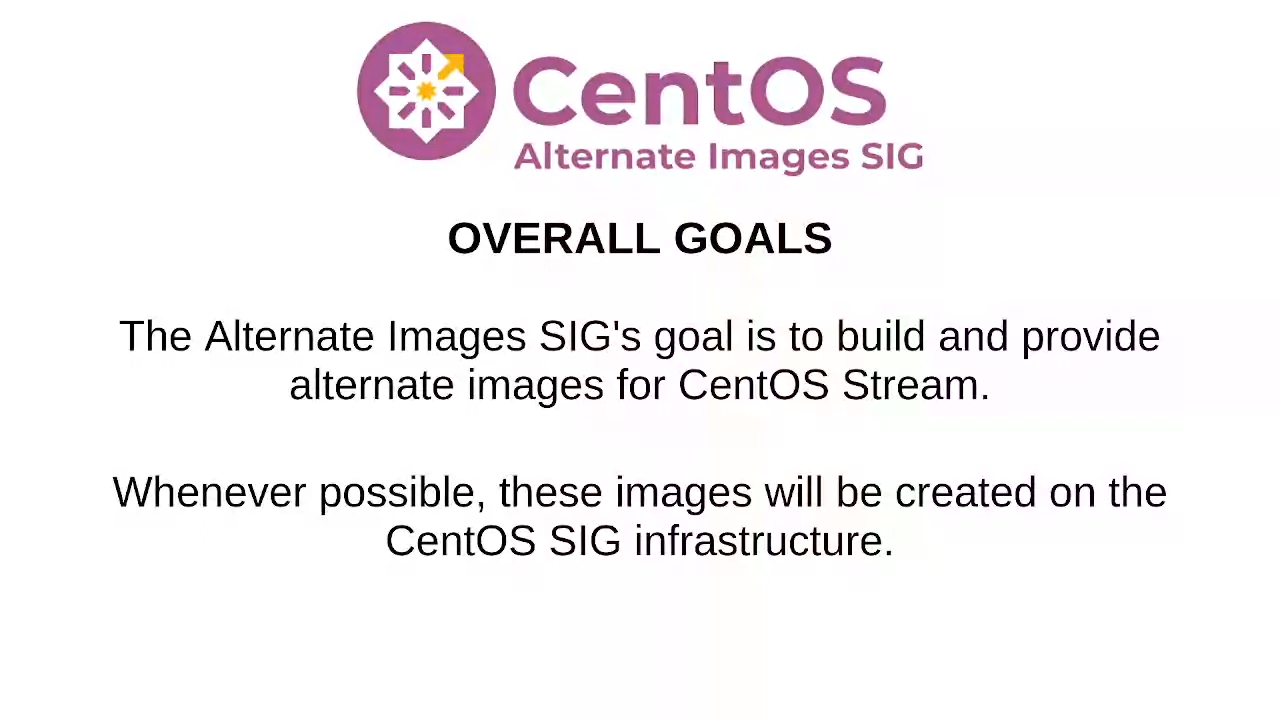 CentOS
Alternate Images SIG
OVERALL GOALS
The Alternate Images SIG's goal is to build and provide
alternate images for CentOS Stream.
Whenever possible, these images will be created on the
CentOS SIG infrastructure.